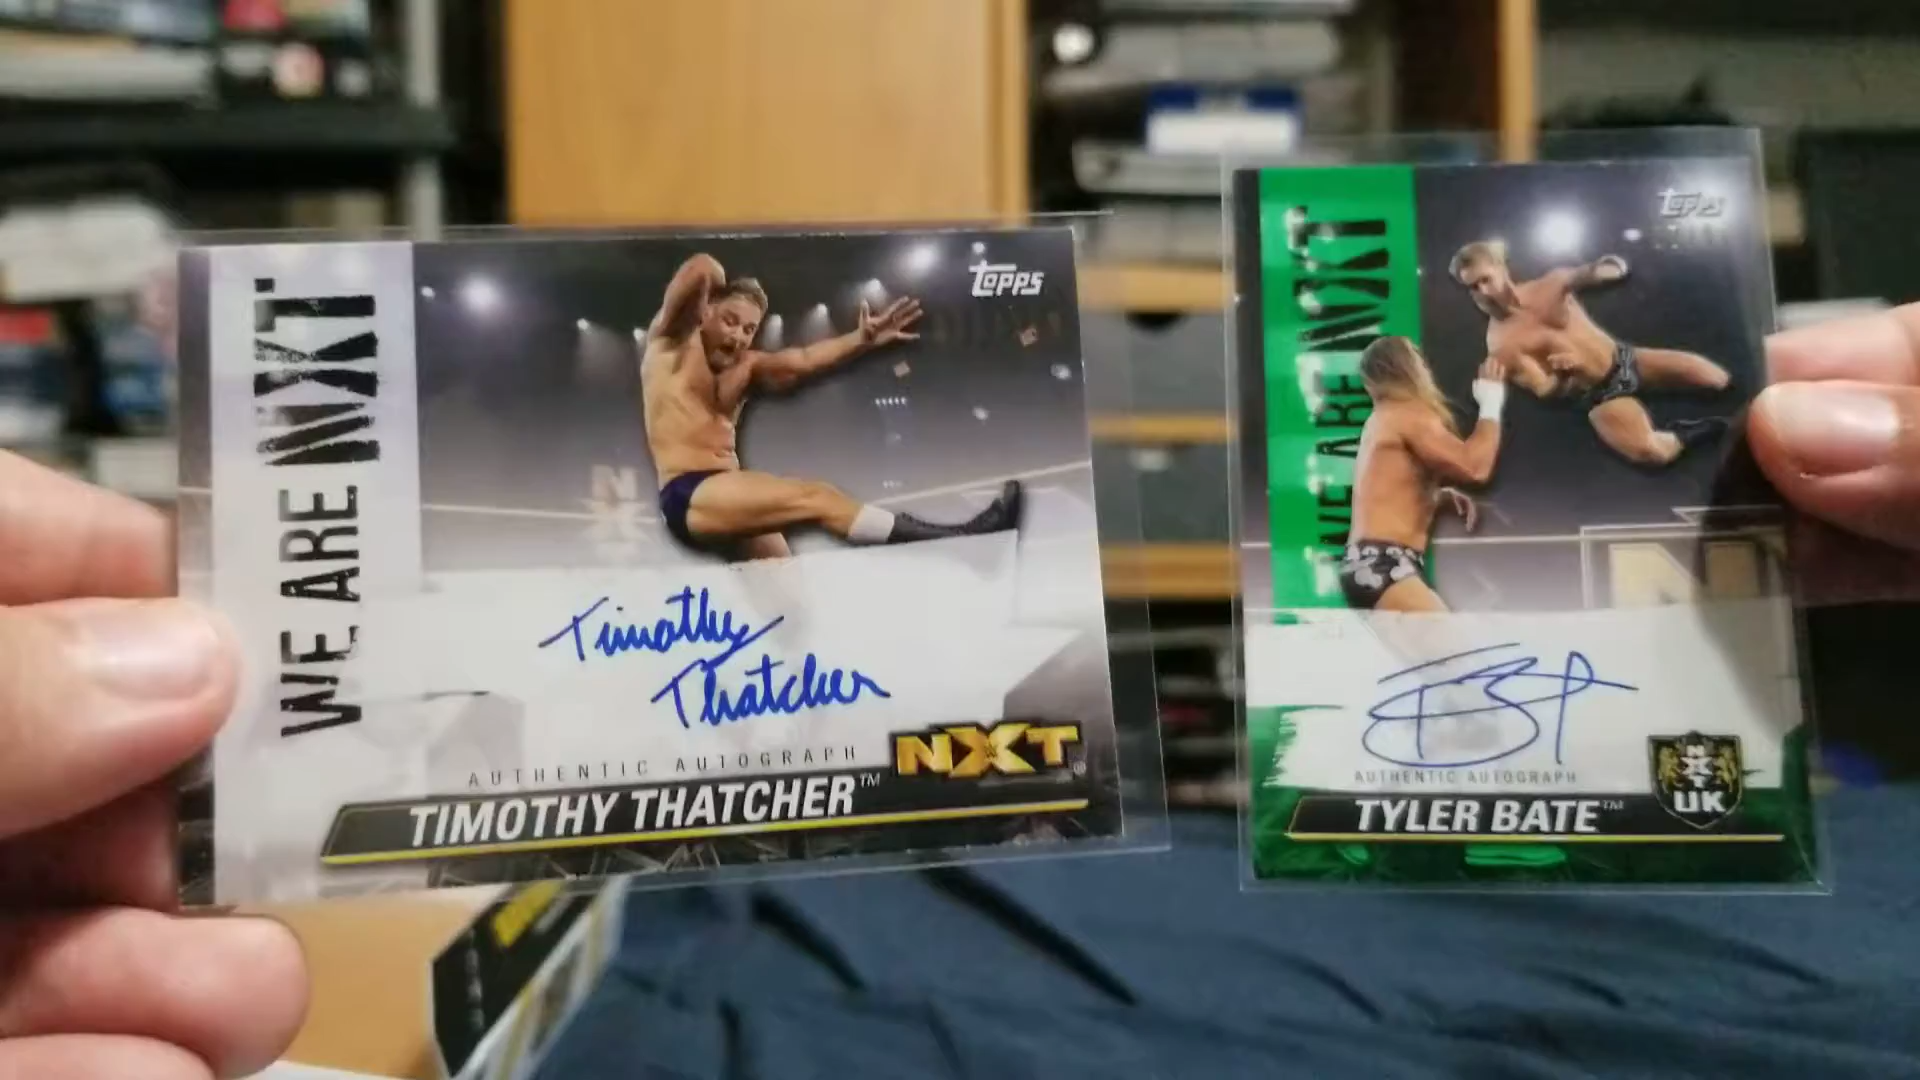 WE ARE NXT
topps
Timothy
Thatcher
AUTHENTIC AUTOGRAPH
NXT
TIMOTHY THATCHER™
WE ARE NXT
topps
AUTHENTIC AUTOGRAPH
TYLER BATE™
NXT
UK